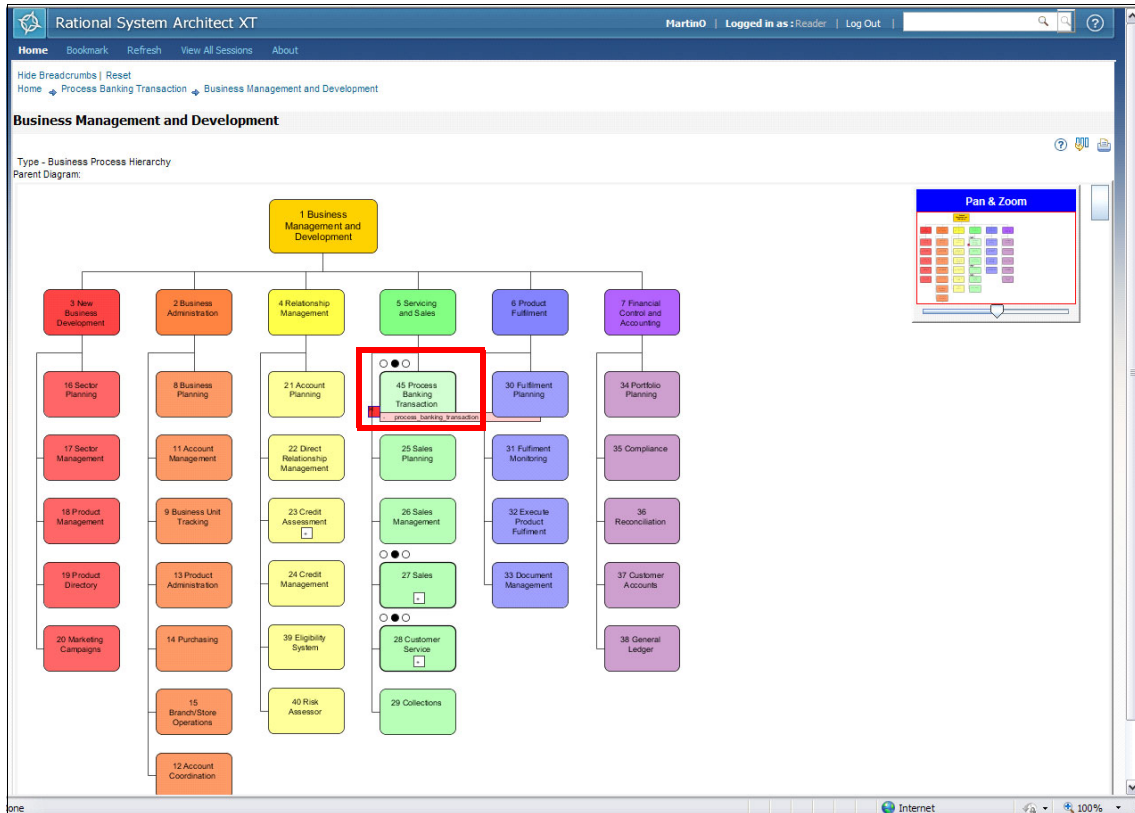 Rational System Architect XT
MartinO | Logged in as : Reader | Log Out |
Home Bookmark Refresh View All Sessions About
Hide Breadcrumbs | Reset
Home Process Banking Transaction Business Management and Development
Business Management and Development
Type - Business Process Hierarchy
Parent Diagram:
Pan & Zoom
1 Business
Management and
Development
3 New
Business
Development
2 Business
Administration
4 Relationship
Management
5 Servicing
and Sales
6 Product
Fulfilment
7 Financial
Control and
Accounting
16 Sector
Planning
8 Business
Planning
21 Account
Planning
45 Process
Banking
Transaction
process_banking_transaction
30 Fulfilment
Planning
34 Portfolio
Planning
17 Sector
Management
11 Account
Management
22 Direct
Relationship
Management
25 Sales
Planning
31 Fulfiment
Monitoring
35 Compliance
18 Product
Management
9 Business Unit
Tracking
23 Credit
Assessment
26 Sales
Management
32 Execute
Product
Fulfiment
36
Reconciliation
19 Product
Directory
13 Product
Administration
24 Credit
Management
27 Sales
33 Document
Management
37 Customer
Accounts
20 Marketing
Campaigns
14 Purchasing
39 Eligibility
System
28 Customer
Service
38 General
Ledger
15
Branch/Store
Operations
40 Risk
Assessor
29 Collections
12 Account
Coordination
one
Internet
100%